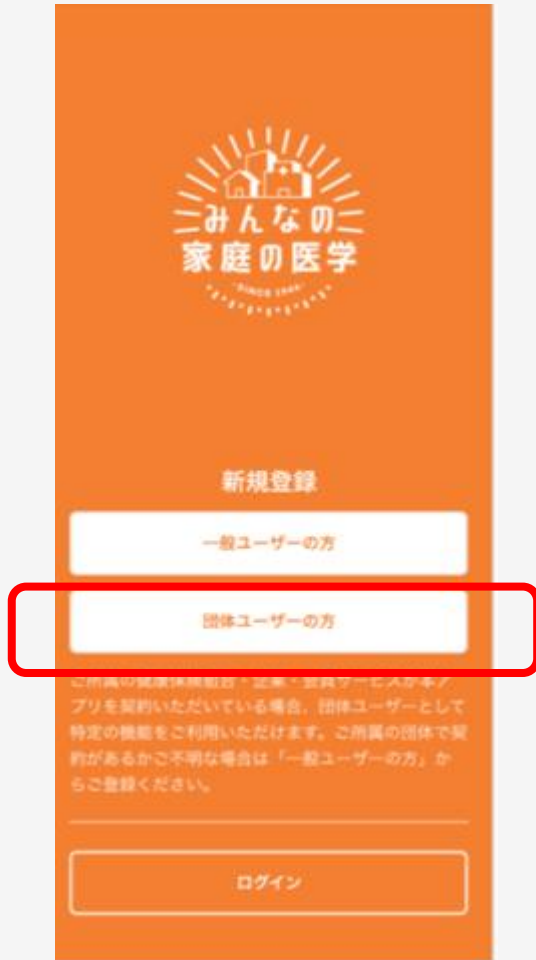 みんなの
家庭の医学
新規登録
一般ユーザーの方
団体ユーザーの方
ご所属の健康保険組合・企業・会員サービスが本ア
プリを契約いただいている場合、団体ユーザーとして
特定の機能をご利用いただけます。ご所属の団体で契
約があるかご不明な場合は「一般ユーザーの方」か
らご登録ください。
ログイン